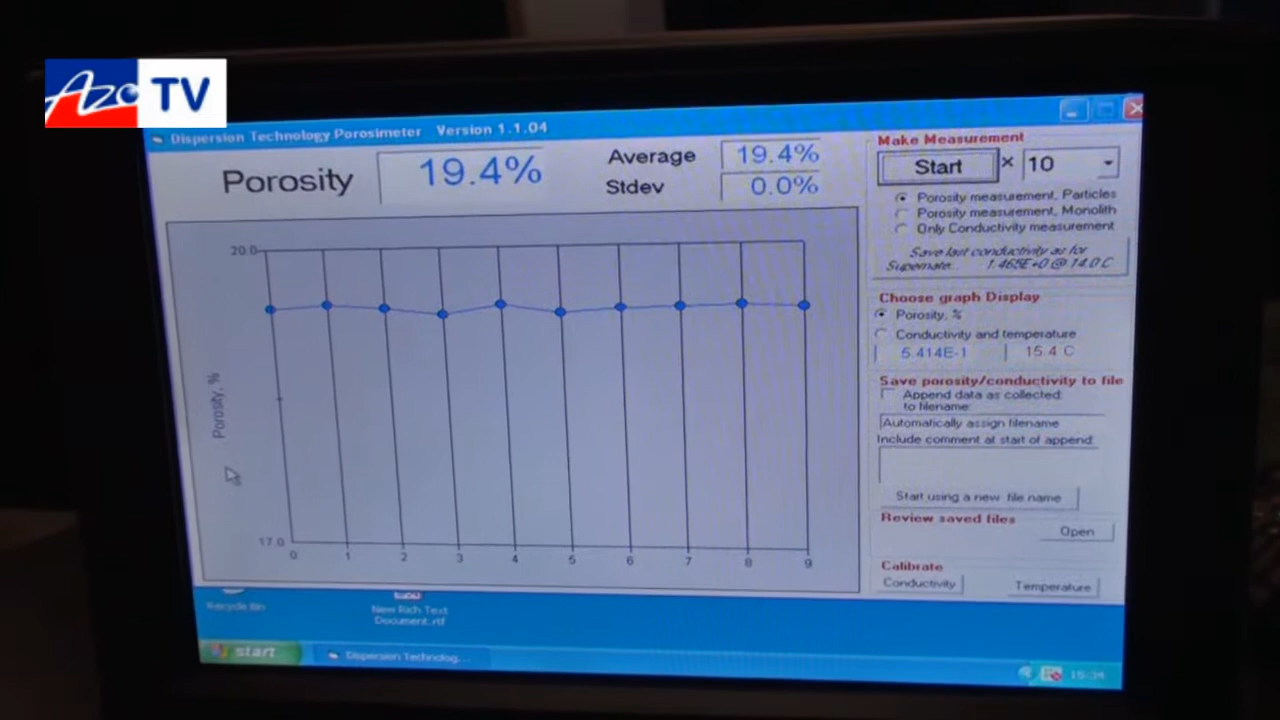 Azo TV
Dispersion Technology Porosimeter Version 1.1.04
Porosity 19.4%
Average 19.4%
Stdev 0.0%
20.0
Porosity, %
17.0
0 1 2 3 4 5 6 7 8 9
Make Measurement
Start × 10
Porosity measurement, Particles
Porosity measurement, Monolith
Only Conductivity measurement
Save last conductivity as for
Supernate... 1.465E+0 @ 14.0 C
Choose graph Display
Porosity, %
Conductivity and temperature
5.414E-1 15.4 C
Save porosity/conductivity to file
Append data as collected
to filename:
Automatically assign filename
Include comment at start of append:
Start using a new file name
Review saved files
Open
Calibrate
Conductivity Temperature
Recycle Bin
New Rich Text
Document.rtf
start
Dispersion Technolog...
15:34